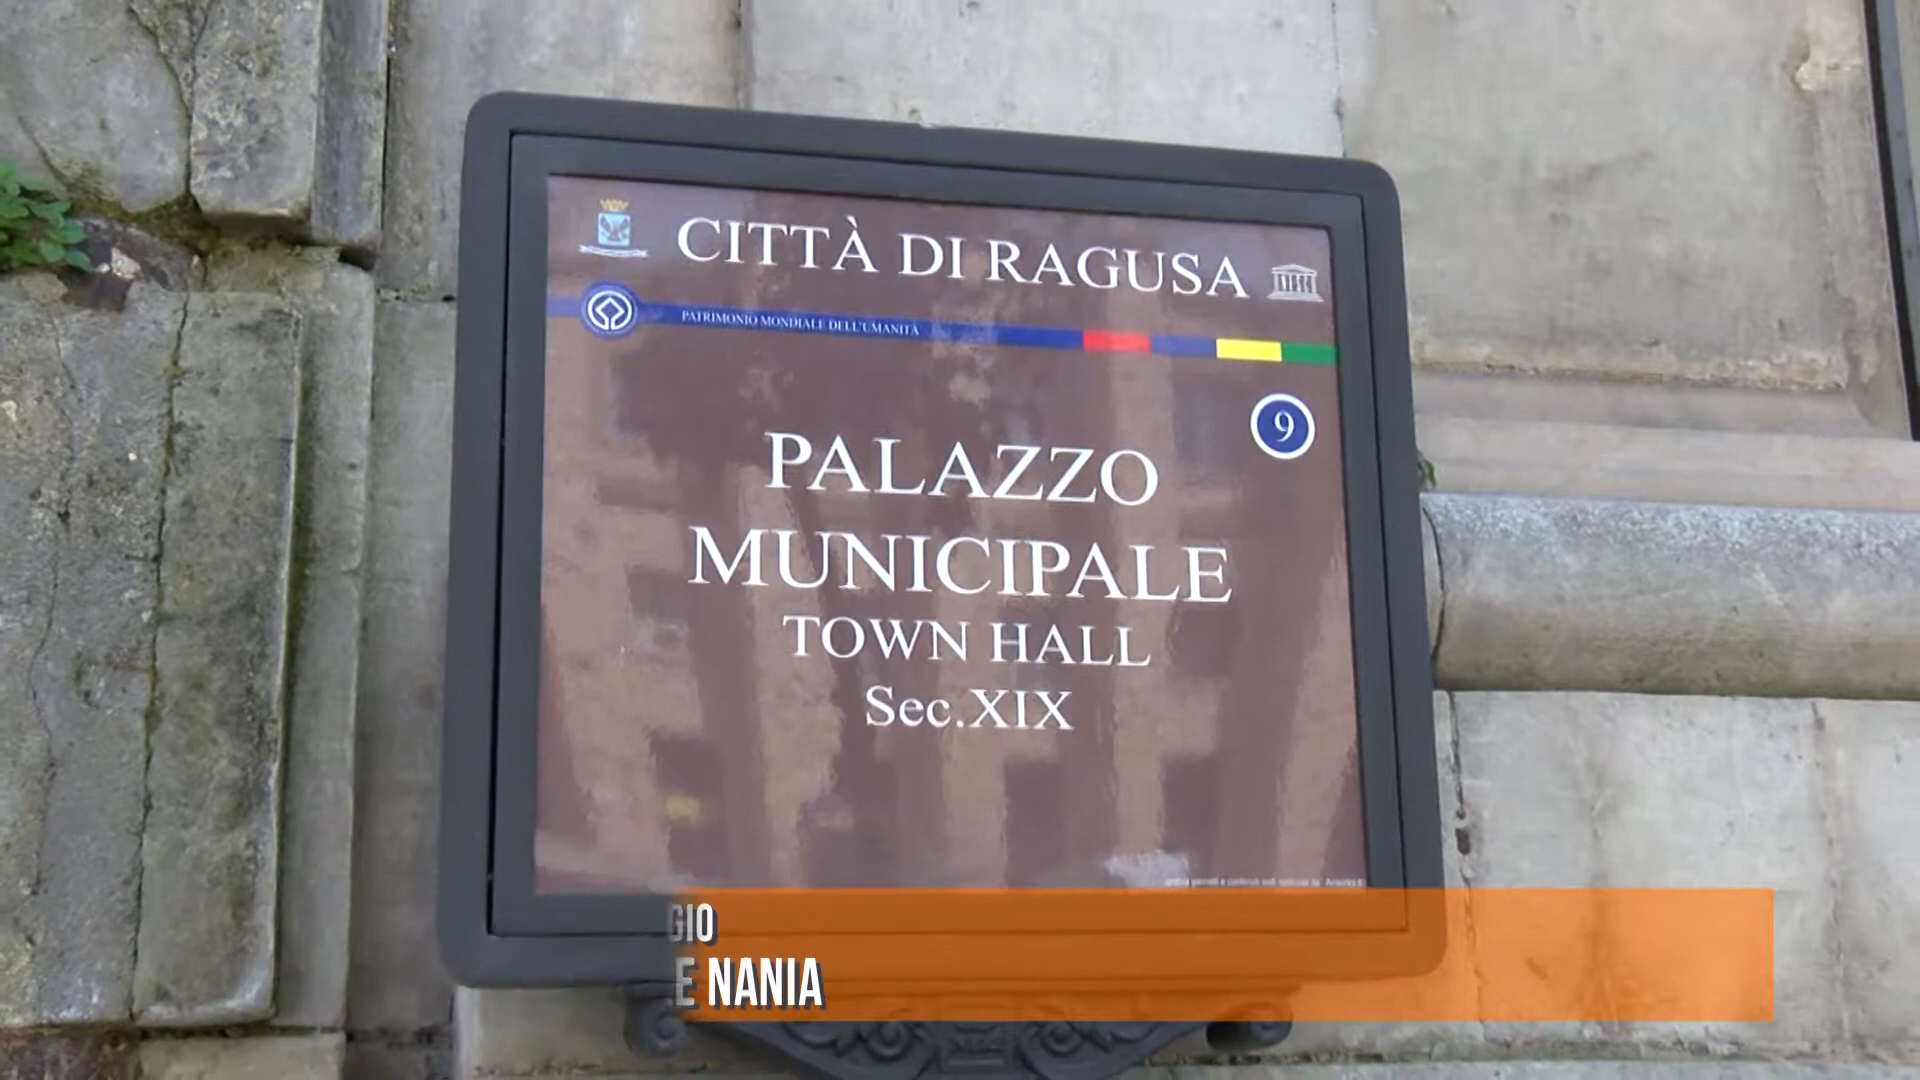 CITTÀ DI RAGUSA
PATRIMONIO MONDIALE DELL'UMANITÀ
9
PALAZZO
MUNICIPALE
TOWN HALL
Sec.XIX
GIO
E NANIA